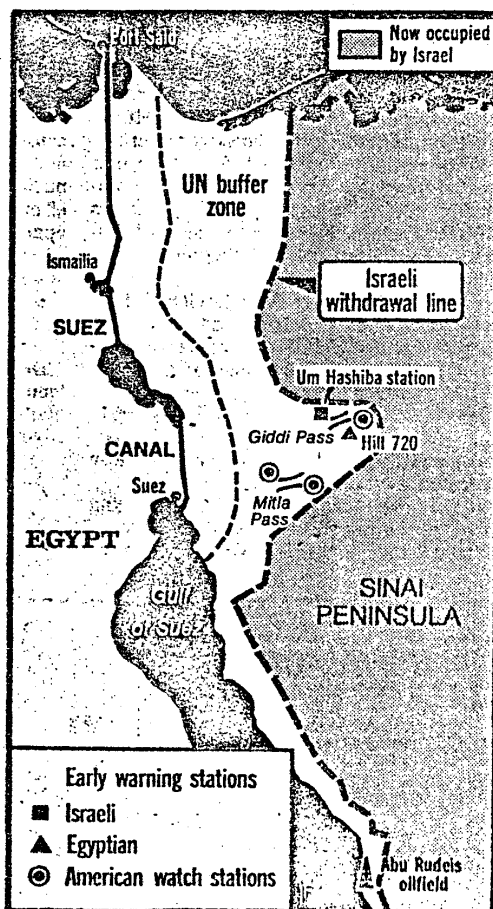 Port Said
Now occupied
by Israel
UN buffer
zone
Ismailia
SUEZ
Israeli
withdrawal line
Um Hashiba station
Giddi Pass
Hill 720
CANAL
Suez
Mitla
Pass
EGYPT
Gulf
of Suez
SINAI
PENINSULA
Early warning stations
Israeli
Egyptian
American watch stations
Abu Rudeis
oilfield